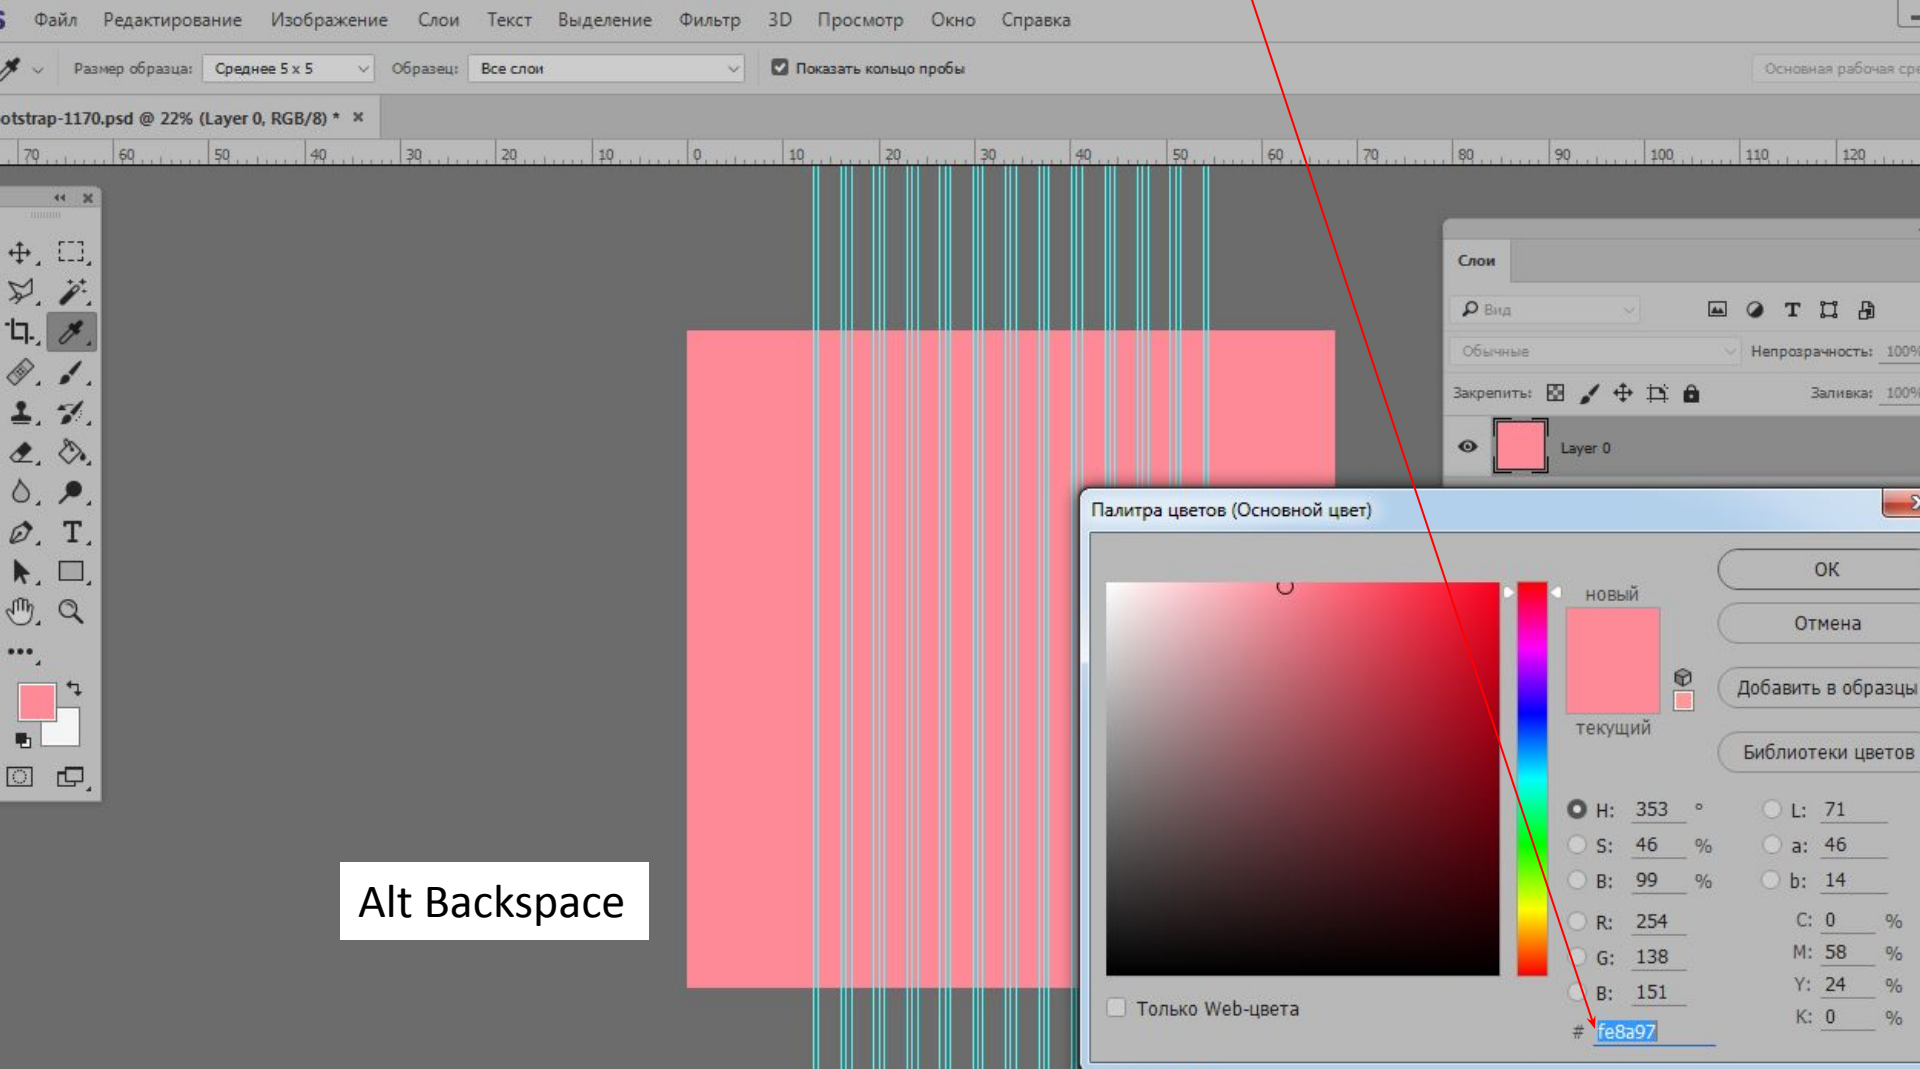 Файл Редактирование Изображение Слои Текст Выделение Фильтр 3D Просмотр Окно Справка
Размер образца: Среднее 5 x 5 Образец: Все слои Показать кольцо пробы Основная рабочая сре
otstrap-1170.psd @ 22% (Layer 0, RGB/8) * ×
70 60 50 40 30 20 10 0 10 20 30 40 50 60 70 80 90 100 110 120
Слои
Вид
Обычные Непрозрачность: 100%
Закрепить: Заливка: 100%
Layer 0
Палитра цветов (Основной цвет)
новый
текущий
ОК
Отмена
Добавить в образцы
Библиотеки цветов
H: 353 ° L: 71
S: 46 % a: 46
B: 99 % b: 14
R: 254 C: 0 %
G: 138 M: 58 %
B: 151 Y: 24 %
K: 0 %
# fe8a97
Только Web-цвета
Alt Backspace